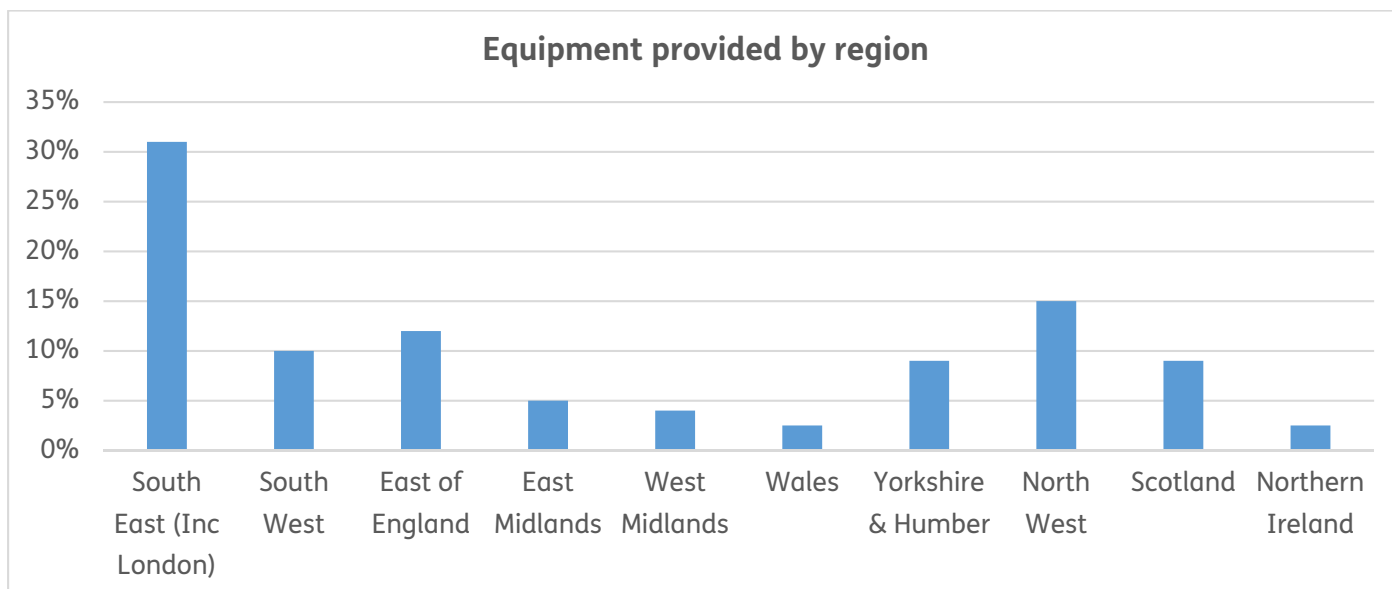 Equipment provided by region
35%
30%
25%
20%
15%
10%
5%
0%
South
East (Inc
London)
South
West
East of
England
East
Midlands
West
Midlands
Wales
Yorkshire
& Humber
North
West
Scotland
Northern
Ireland